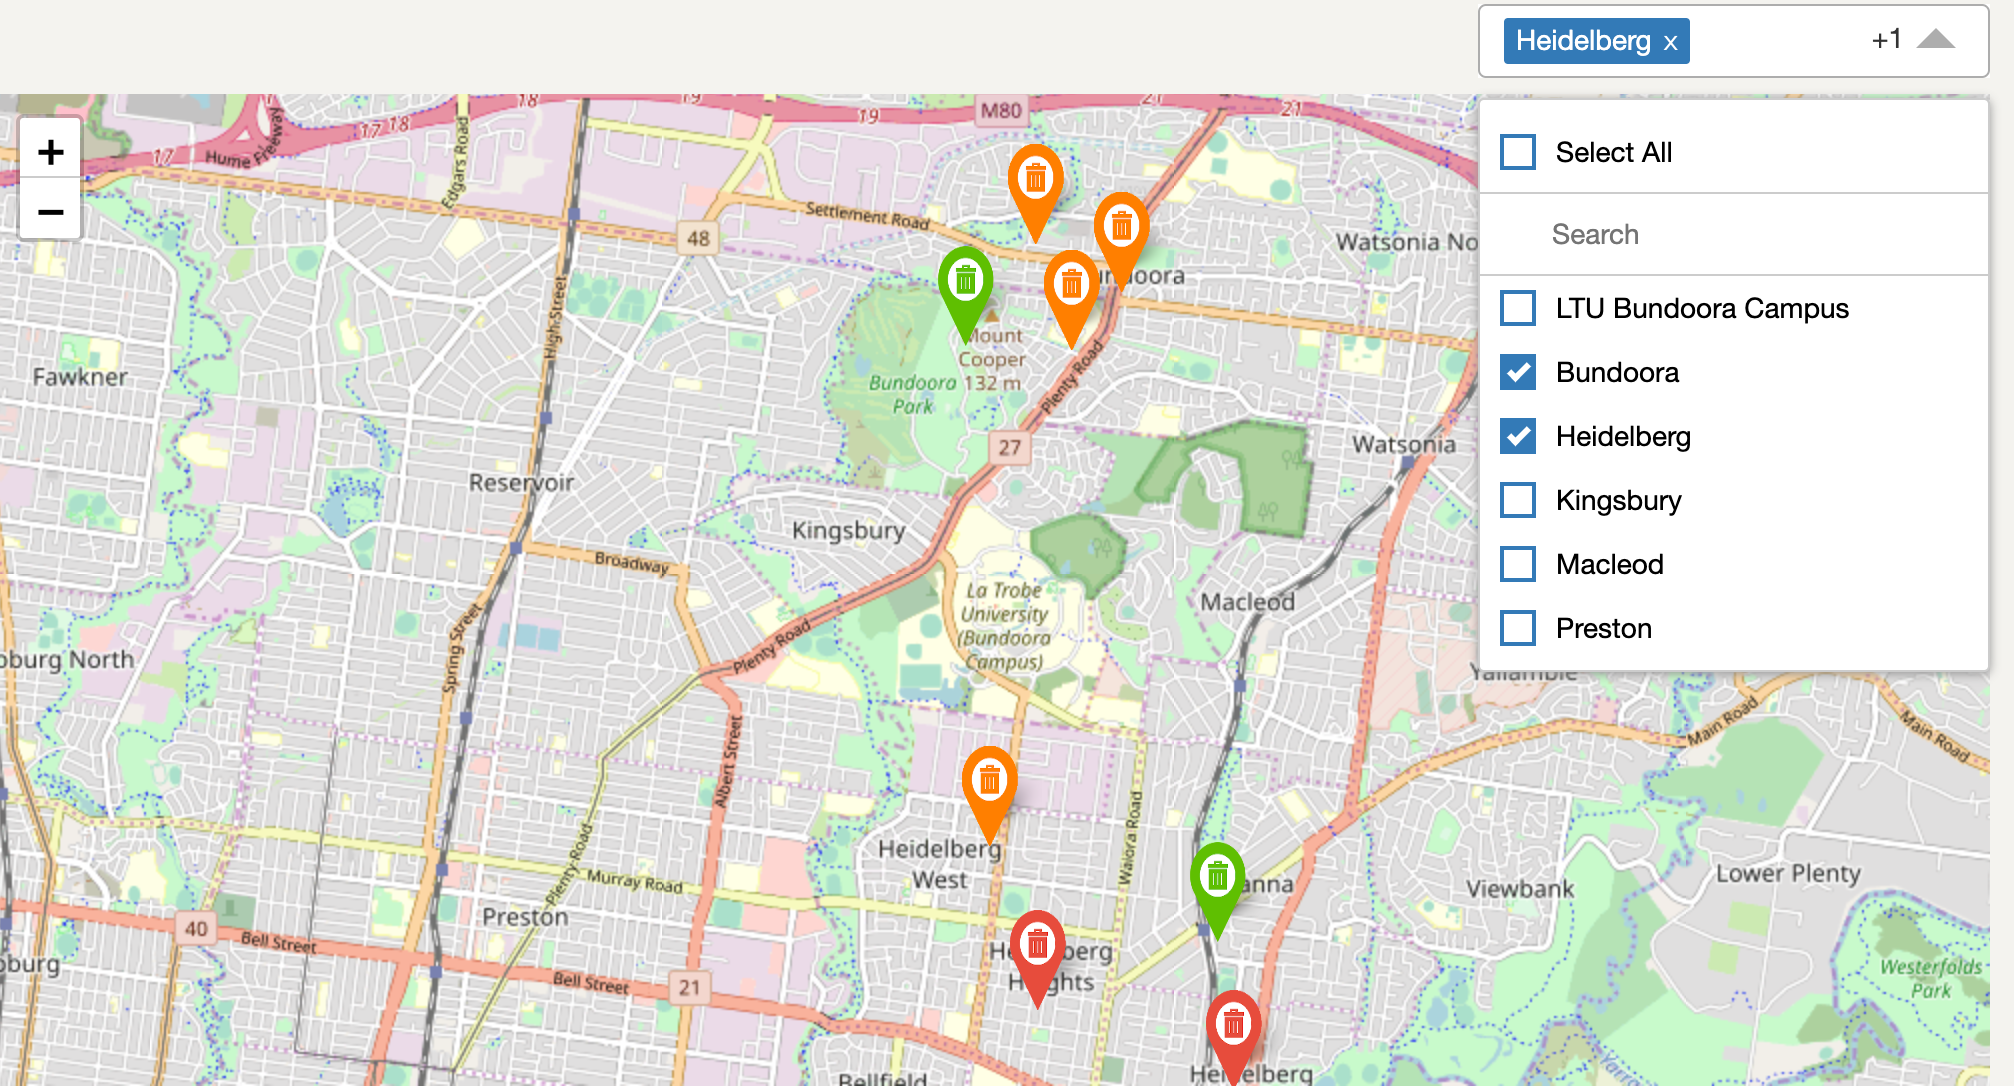 Heidelberg x
+1
Select All
Search
LTU Bundoora Campus
Bundoora
Heidelberg
Kingsbury
Macleod
Preston
+
−
18
19
M80
21
21
17 18
19
17
Hume Freeway
Edgars Road
Settlement Road
48
Watsonia No
High Street
Mount
Cooper
132 m
Bundoora
Park
Plenty Road
Fawkner
27
Watsonia
Reservoir
Kingsbury
Broadway
La Trobe
University
(Bundoora
Campus)
Macleod
Spring Street
Plenty Road
oburg North
Yallambie
Main Road
Main Road
Albert Street
Waiora Road
Heidelberg
West
Plenty Road
Murray Road
anna
Viewbank
Lower Plenty
Preston
40
Bell Street
oburg
Bell Street
21
Westerfolds
Park
Bellfield